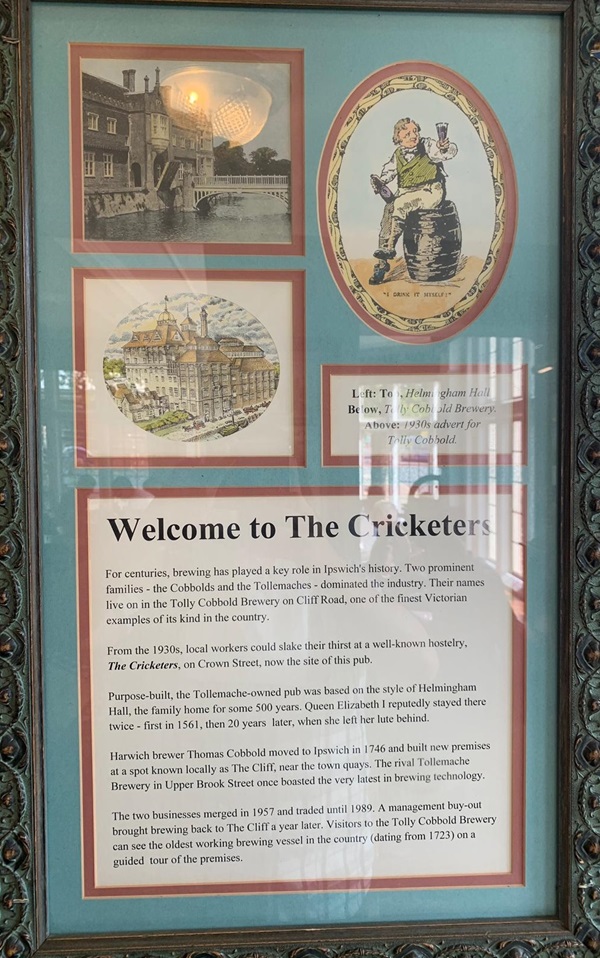 "I DRINK IT MYSELF!"
Left: Top, Helmingham Hall
Below, Tolly Cobbold Brewery.
Above: 1930s advert for
Tolly Cobbold.
Welcome to The Cricketers
For centuries, brewing has played a key role in Ipswich's history. Two prominent
families - the Cobbolds and the Tollemaches - dominated the industry. Their names
live on in the Tolly Cobbold Brewery on Cliff Road, one of the finest Victorian
examples of its kind in the country.
From the 1930s, local workers could slake their thirst at a well-known hostelry,
The Cricketers, on Crown Street, now the site of this pub.
Purpose-built, the Tollemache-owned pub was based on the style of Helmingham
Hall, the family home for some 500 years. Queen Elizabeth I reputedly stayed there
twice - first in 1561, then 20 years later, when she left her lute behind.
Harwich brewer Thomas Cobbold moved to Ipswich in 1746 and built new premises
at a spot known locally as The Cliff, near the town quays. The rival Tollemache
Brewery in Upper Brook Street once boasted the very latest in brewing technology.
The two businesses merged in 1957 and traded until 1989. A management buy-out
brought brewing back to The Cliff a year later. Visitors to the Tolly Cobbold Brewery
can see the oldest working brewing vessel in the country (dating from 1723) on a
guided tour of the premises.